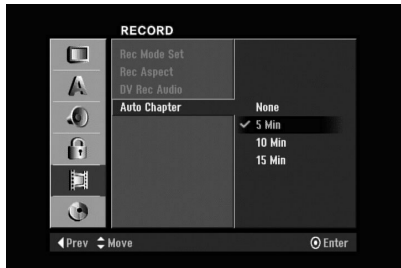 RECORD
Rec Mode Set
Rec Aspect
DV Rec Audio
Auto Chapter
None
✓ 5 Min
10 Min
15 Min
A
Prev Move Enter